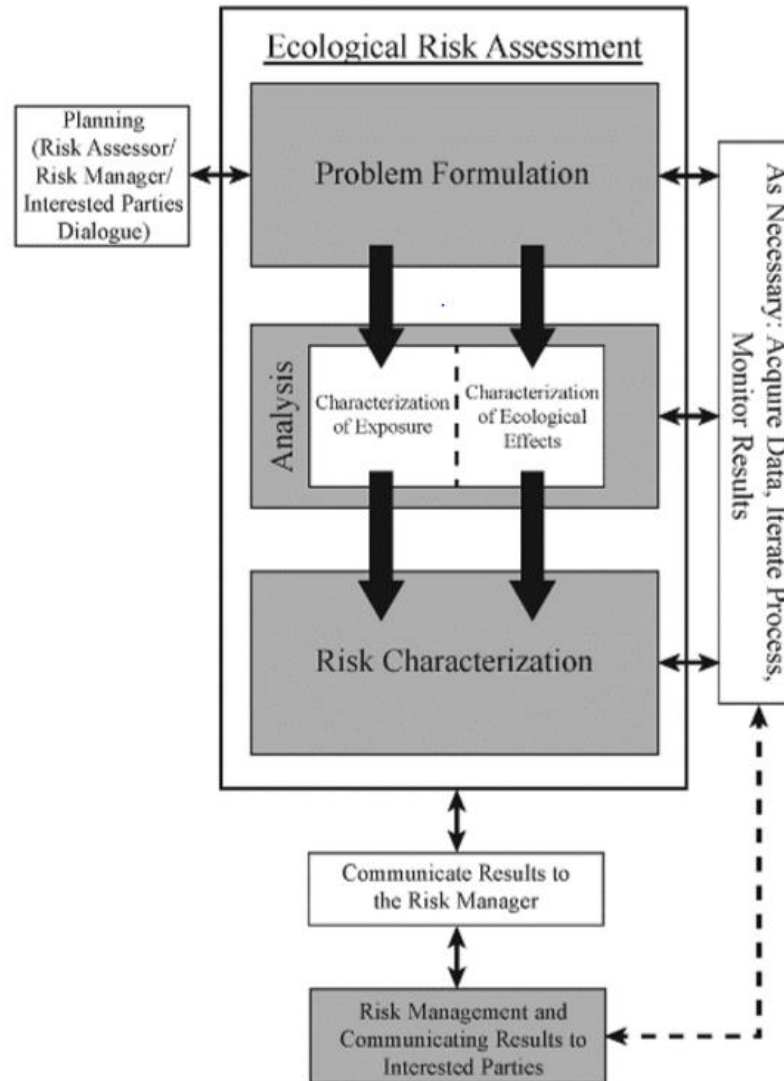 Ecological Risk Assessment
Planning
(Risk Assessor/
Risk Manager/
Interested Parties
Dialogue)
Problem Formulation
As Necessary: Acquire Data, Iterate Process,
Monitor Results
Analysis
Characterization
of Exposure
Characterization
of Ecological
Effects
Risk Characterization
Communicate Results to
the Risk Manager
Risk Management and
Communicating Results to
Interested Parties